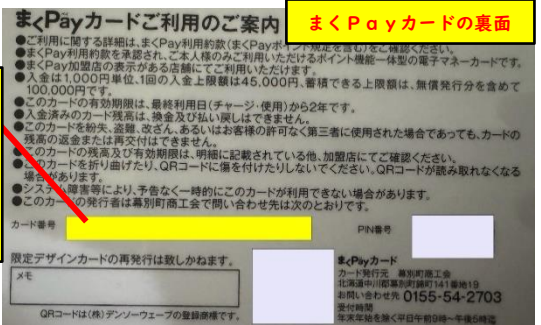 まくPayカードご利用のご案内
まくＰａｙカードの裏面
●ご利用に関する詳細は、まくPay利用約款(まくPayポイント規定を含む)をご確認ください。
●まくPay利用約款を承認され、ご本人様のみご利用いただけるポイント機能一体型の電子マネーカードです。
●まくPay加盟店の表示がある店舗にてご利用いただけます。
●入金は1,000円単位、1回の入金上限額は45,000円、蓄積できる上限額は、無償発行分を含めて
100,000円です。
●このカードの有効期限は、最終利用日(チャージ・使用)から2年です。
●入金済みのカード残高は、換金及び払い戻しはできません。
●このカードを紛失、盗難、改ざん、あるいはお客様の許可なく第三者に使用された場合であっても、カードの
残高の返金または再交付はできません。
●このカードの残高及び有効期限は、明細に記載されている他、加盟店にてご確認ください。
●このカードを折り曲げたり、QRコードに傷を付けたりしないでください。QRコードが読み取れなくなる
場合があります。
●システム障害等により、予告なく一時的にこのカードが利用できない場合があります。
●このカードの発行者は幕別町商工会で問い合わせ先は次のとおりです。
カード番号
PIN番号
限定デザインカードの再発行は致しかねます。
メモ
QRコードは(株)デンソーウェーブの登録商標です。
まくPayカード
カード発行元 幕別町商工会
北海道中川郡幕別町錦町141番地19
お問い合わせ先 0155-54-2703
受付時間
年末年始を除く平日午前9時〜午後5時迄